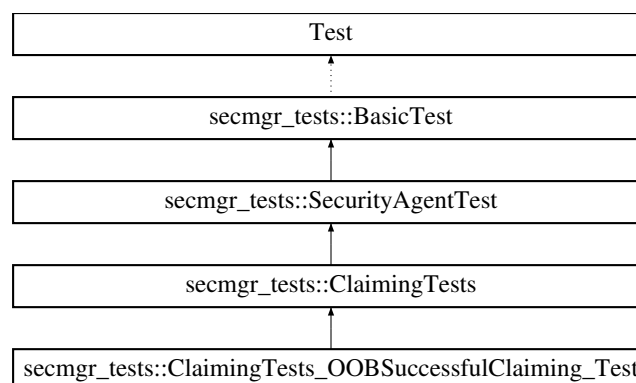 Test
secmgr_tests::BasicTest
secmgr_tests::SecurityAgentTest
secmgr_tests::ClaimingTests
secmgr_tests::ClaimingTests_OOBSuccessfulClaiming_Test